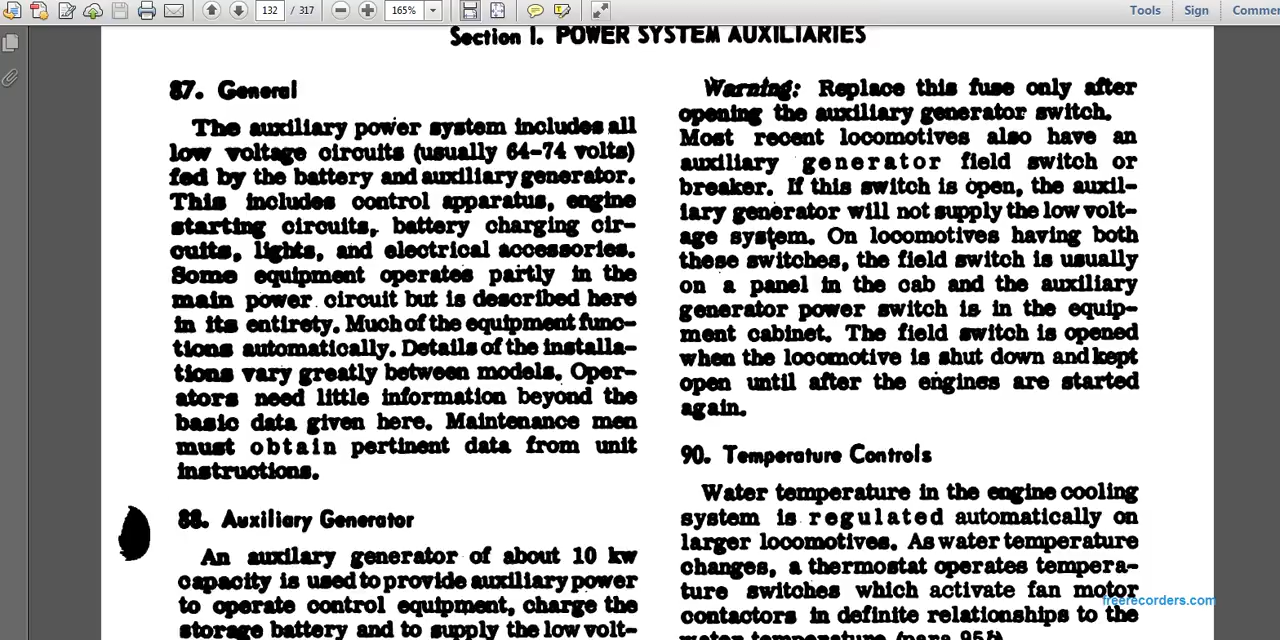 132 / 317
165%
Tools
Sign
Section I. POWER SYSTEM AUXILIARIES
87. General
The auxiliary power system includes all
low voltage circuits (usually 64-74 volts)
fed by the battery and auxiliary generator.
This includes control apparatus, engine
starting circuits, battery charging cir-
cuits, lights, and electrical accessories.
Some equipment operates partly in the
main power circuit but is described here
in its entirety. Much of the equipment func-
tions automatically. Details of the installa-
tions vary greatly between models. Oper-
ators need little information beyond the
basic data given here. Maintenance men
must obtain pertinent data from unit
instructions.
88. Auxiliary Generator
An auxilary generator of about 10 kw
capacity is used to provide auxiliary power
to operate control equipment, charge the
storage battery and to supply the low volt-
Warning: Replace this fuse only after
opening the auxiliary generator switch.
Most recent locomotives also have an
auxiliary generator field switch or
breaker. If this switch is open, the auxil-
iary generator will not supply the low volt-
age system. On locomotives having both
these switches, the field switch is usually
on a panel in the cab and the auxiliary
generator power switch is in the equip-
ment cabinet. The field switch is opened
when the locomotive is shut down and kept
open until after the engines are started
again.
90. Temperature Controls
Water temperature in the engine cooling
system is regulated automatically on
larger locomotives. As water temperature
changes, a thermostat operates tempera-
ture switches which activate fan motor
contactors in definite relationships to the
water temperature (para 95
freerecorders.com